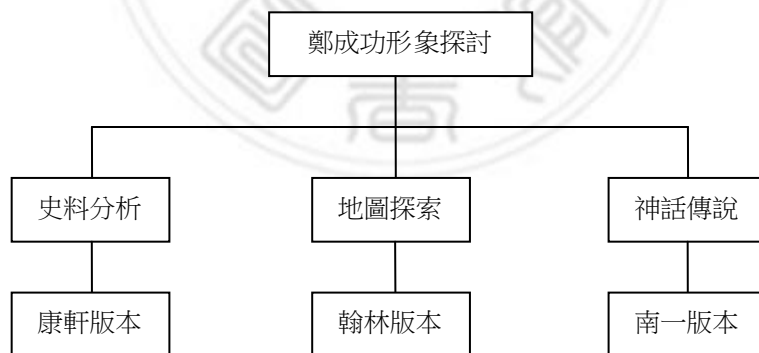 鄭成功形象探討
史料分析
地圖探索
神話傳說
康軒版本
翰林版本
南一版本